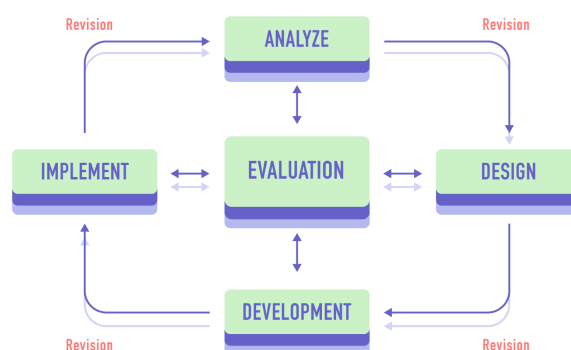 Revision
Revision
ANALYZE
IMPLEMENT
EVALUATION
DESIGN
DEVELOPMENT
Revision
Revision